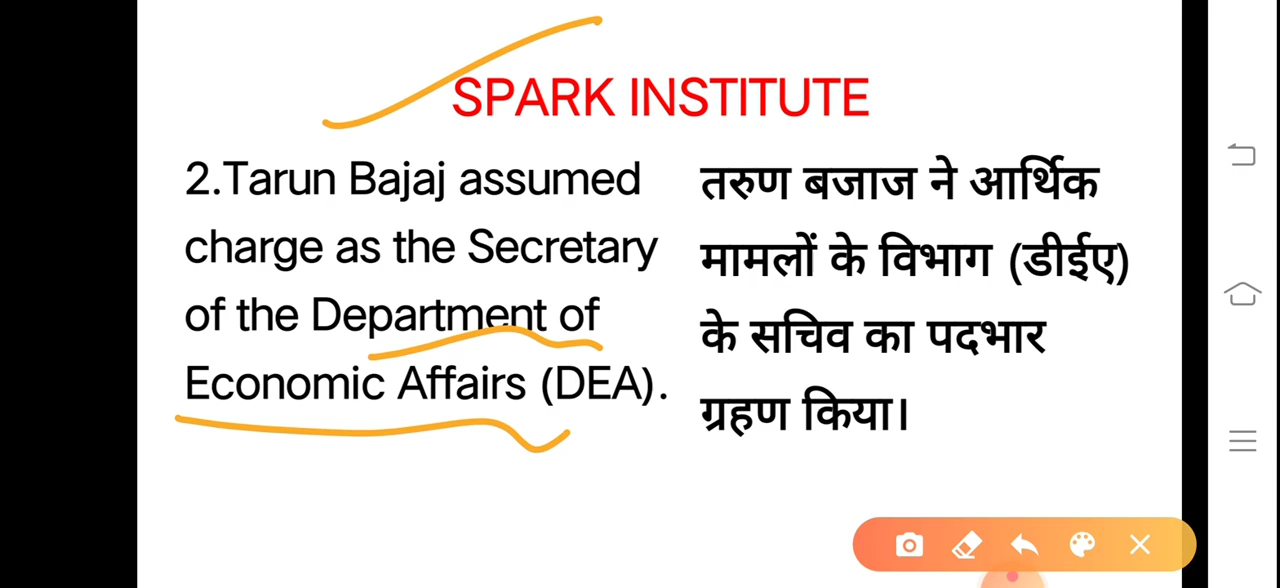 SPARK INSTITUTE
2.Tarun Bajaj assumed
charge as the Secretary
of the Department of
Economic Affairs (DEA).
तरुण बजाज ने आर्थिक
मामलों के विभाग (डीईए)
के सचिव का पदभार
ग्रहण किया।